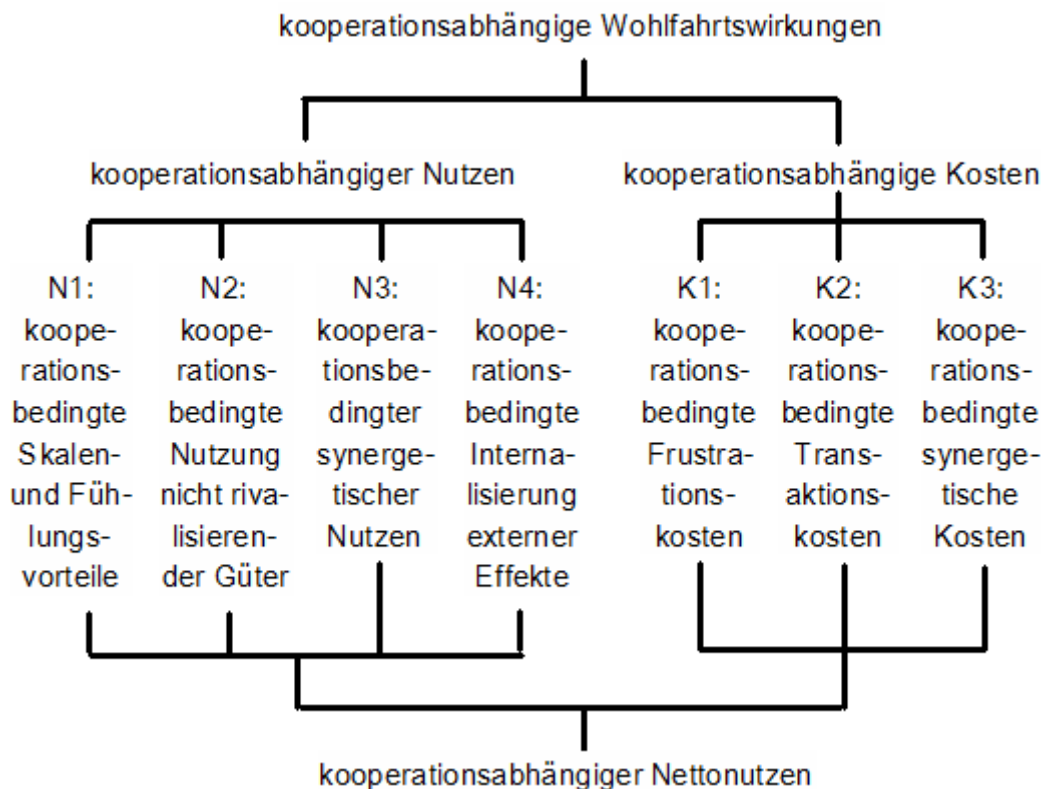 kooperationsabhängige Wohlfahrtswirkungen
kooperationsabhängiger Nutzen
kooperationsabhängige Kosten
N1:
koope-
rations-
bedingte
Skalen-
und Füh-
lungs-
vorteile
N2:
koope-
rations-
bedingte
Nutzung
nicht riva-
lisieren-
der Güter
N3:
koopera-
tionsbe-
dingter
synerge-
tischer
Nutzen
N4:
koope-
rations-
bedingte
Interna-
lisierung
externer
Effekte
K1:
koope-
rations-
bedingte
Frustra-
tions-
kosten
K2:
koope-
rations-
bedingte
Trans-
aktions-
kosten
K3:
koope-
rations-
bedingte
synerge-
tische
Kosten
kooperationsabhängiger Nettonutzen